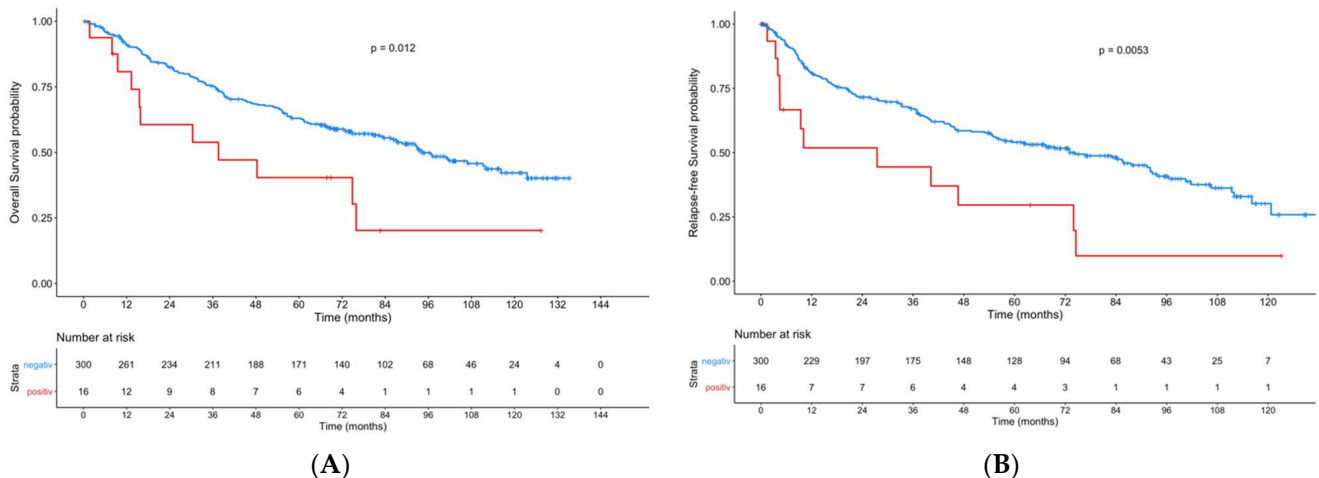 1.00
0.75
0.50
0.25
0.00
Overall Survival probability
p = 0.012
0 12 24 36 48 60 72 84 96 108 120 132 144
Time (months)
Number at risk
Strata
negativ 300 261 234 211 188 171 140 102 68 46 24 4 0
positiv 16 12 9 8 7 6 4 1 1 1 1 0 0
0 12 24 36 48 60 72 84 96 108 120 132 144
Time (months)
(A)
1.00
0.75
0.50
0.25
0.00
Relapse-free Survival probability
p = 0.0053
0 12 24 36 48 60 72 84 96 108 120
Time (months)
Number at risk
Strata
negativ 300 229 197 175 148 128 94 68 43 25 7
positiv 16 7 7 6 4 4 3 1 1 1 1
0 12 24 36 48 60 72 84 96 108 120
Time (months)
(B)